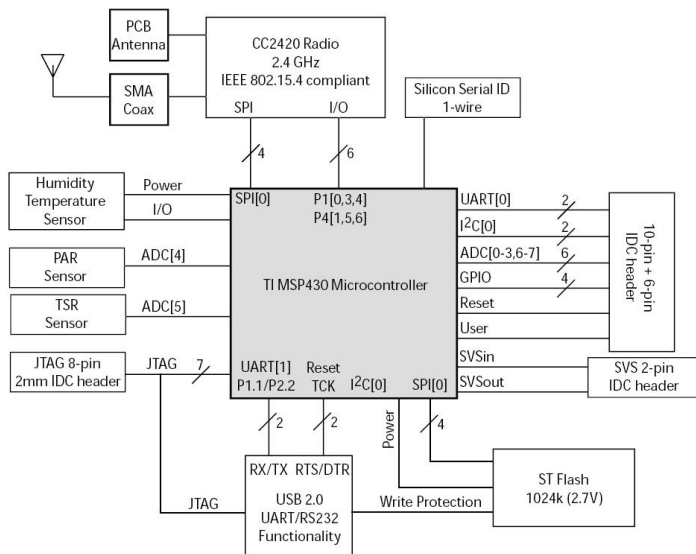 PCB
Antenna
SMA
Coax
CC2420 Radio
2.4 GHz
IEEE 802.15.4 compliant
SPI I/O
Silicon Serial ID
1-wire
4 6
Humidity
Temperature
Sensor
Power
I/O
PAR
Sensor
ADC[4]
TSR
Sensor
ADC[5]
JTAG 8-pin
2mm IDC header
JTAG 7
SPI[0] P1[0,3,4]
P4[1,5,6]
TI MSP430 Microcontroller
UART[1] Reset
P1.1/P2.2 TCK I²C[0] SPI[0]
UART[0] 2
I²C[0] 2
ADC[0-3,6-7] 6
GPIO 4
Reset
User
10-pin + 6-pin
IDC header
SVSin
SVSout
SVS 2-pin
IDC header
2 2 Power 4
RX/TX RTS/DTR
USB 2.0
UART/RS232
Functionality
JTAG
Write Protection
ST Flash
1024k (2.7V)